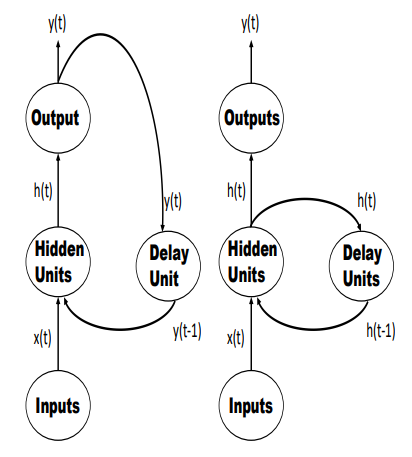 y(t)
Output
y(t)
h(t)
Hidden
Units
Delay
Unit
x(t)
y(t-1)
Inputs
y(t)
Outputs
h(t)
h(t)
Hidden
Units
Delay
Units
x(t)
h(t-1)
Inputs